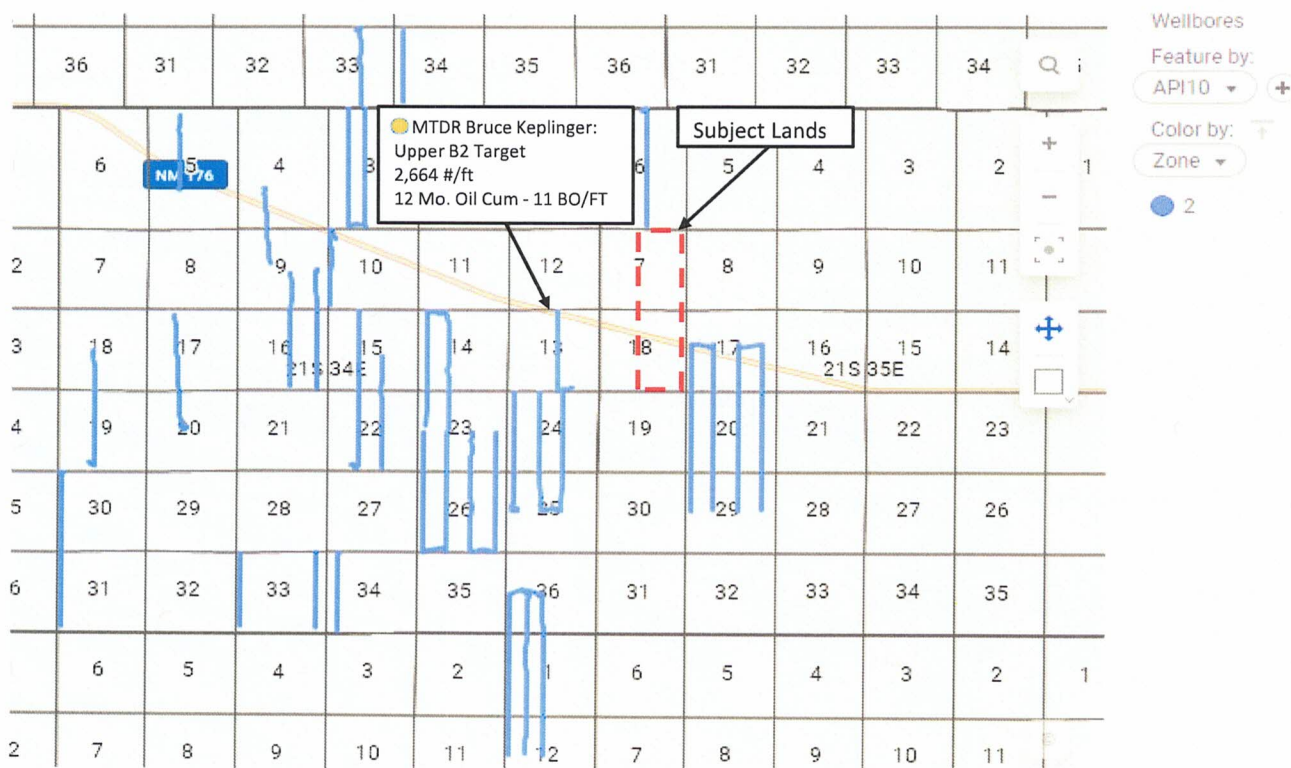 36 31 32 33 34 35 36 31 32 33 34
6 5 4 3 6 5 4 3 2 1
NM 176
MTDR Bruce Keplinger:
Upper B2 Target
2,664 #/ft
12 Mo. Oil Cum - 11 BO/FT
Subject Lands
2 7 8 9 10 11 12 7 8 9 10 11
3 18 17 16 15 14 13 18 17 16 15 14
21S 34E 21S 35E
4 19 20 21 22 23 24 19 20 21 22 23
5 30 29 28 27 26 25 30 29 28 27 26
6 31 32 33 34 35 36 31 32 33 34 35
6 5 4 3 2 1 6 5 4 3 2 1
2 7 8 9 10 11 12 7 8 9 10 11
Wellbores
Feature by:
API10
Color by:
Zone
2